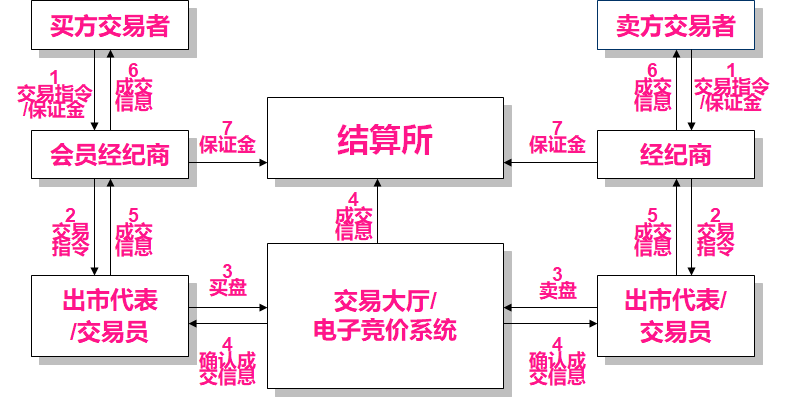 买方交易者
卖方交易者
1
交易指令
/保证金
6
成交
信息
6
成交
信息
1
交易指令
/保证金
会员经纪商
7
保证金
结算所
7
保证金
经纪商
2
交易
指令
5
成交
信息
4
成交
信息
5
成交
信息
2
交易
指令
出市代表
/交易员
3
买盘
交易大厅/
电子竞价系统
3
卖盘
出市代表/
交易员
4
确认成
交信息
4
确认成
交信息